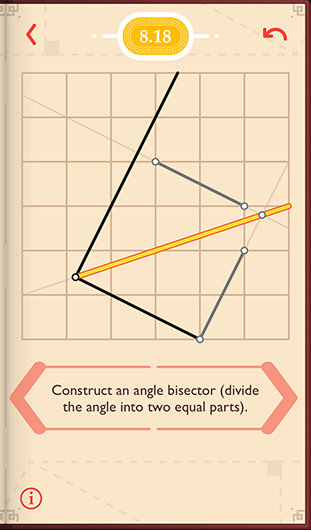 8.18
Construct an angle bisector (divide
the angle into two equal parts).
i